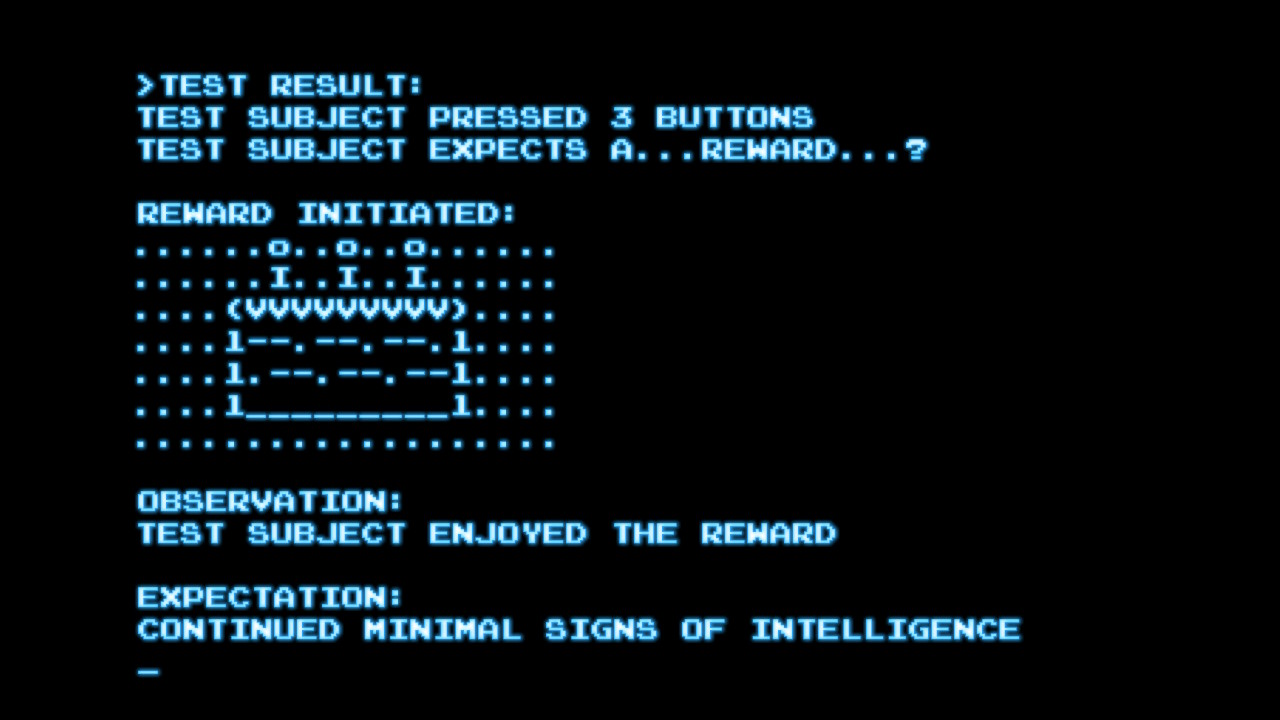 >TEST RESULT:
TEST SUBJECT PRESSED 3 BUTTONS
TEST SUBJECT EXPECTS A...REWARD...?
REWARD INITIATED:
......o..o..o......
......I..I..I......
....(VVVVVVVVV)....
....l--.--.--.l....
....l.--.--.--l....
....l_________l....
...................
OBSERVATION:
TEST SUBJECT ENJOYED THE REWARD
EXPECTATION:
CONTINUED MINIMAL SIGNS OF INTELLIGENCE
_